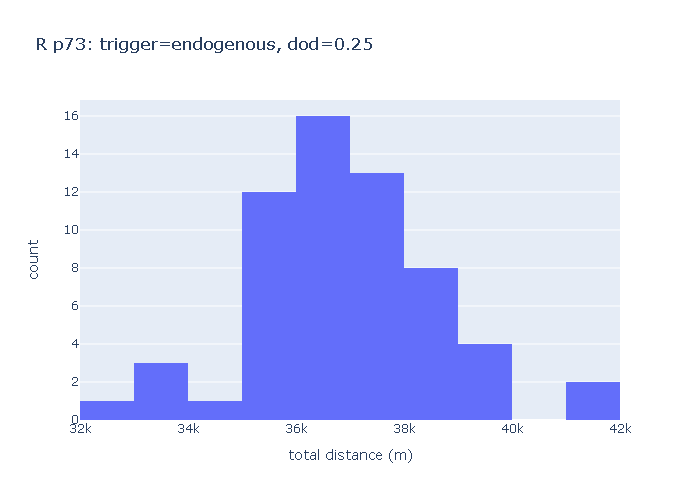 R p73: trigger=endogenous, dod=0.25
16
14
12
10
8
6
4
2
0
count
32k
34k
36k
38k
40k
42k
total distance (m)